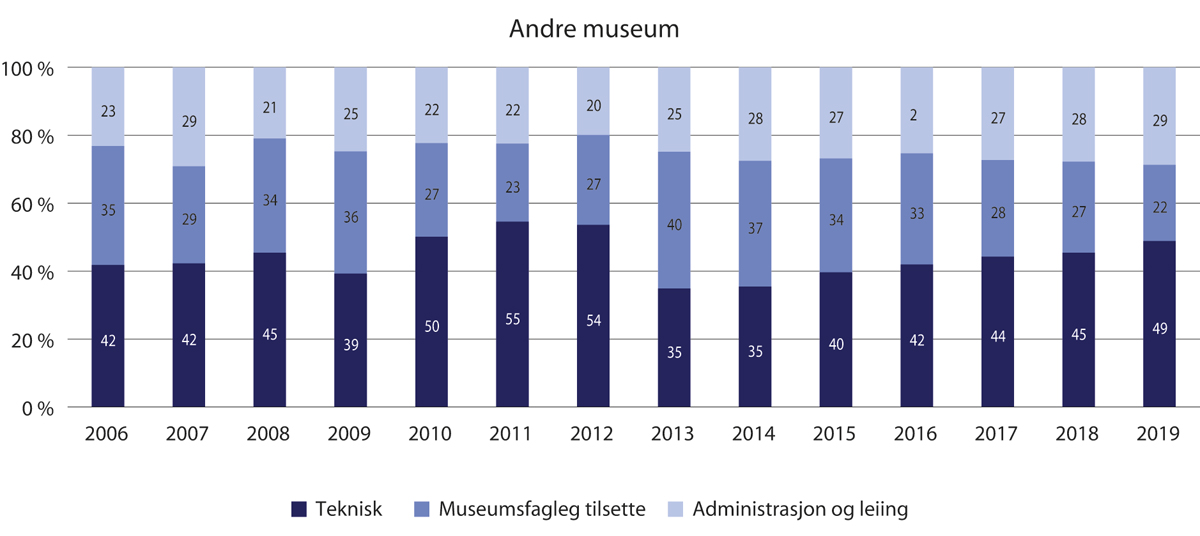 Andre museum
100 %
80 %
60 %
40 %
20 %
0 %
23 29 21 25 22 22 20 25 28 27 2 27 28 29
35 29 34 36 27 23 27 40 37 34 33 28 27 22
42 42 45 39 50 55 54 35 35 40 42 44 45 49
2006 2007 2008 2009 2010 2011 2012 2013 2014 2015 2016 2017 2018 2019
Teknisk Museumsfagleg tilsette Administrasjon og leiing